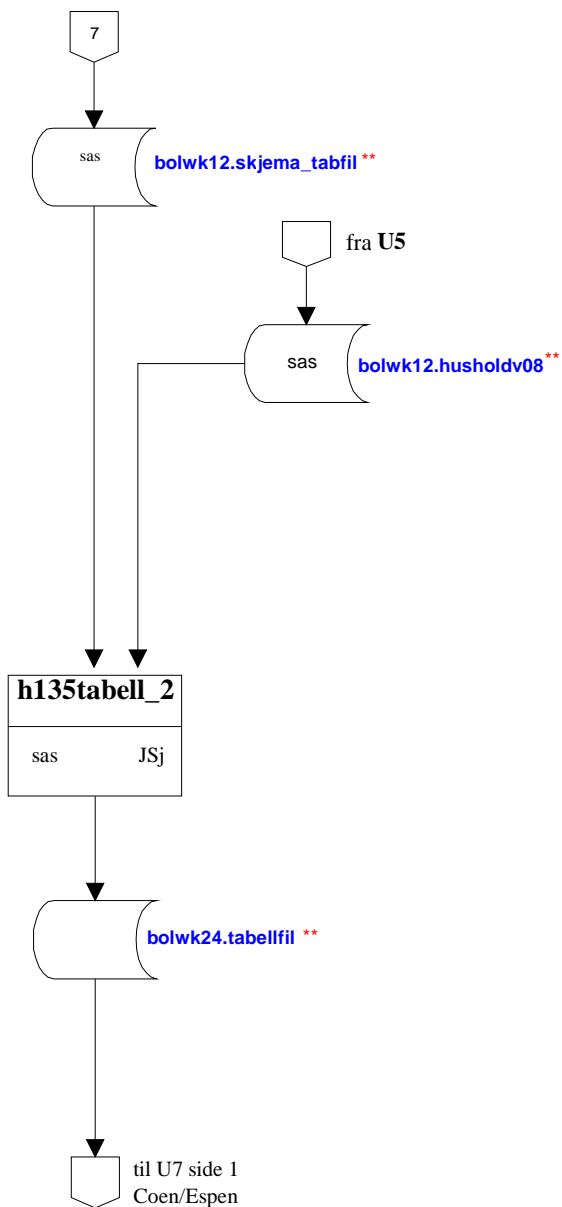 7
sas
bolwk12.skjema_tabfil **
fra U5
sas
bolwk12.husholdv08 **
h135tabell_2
sas JSj
bolwk24.tabellfil **
til U7 side 1
Coen/Espen